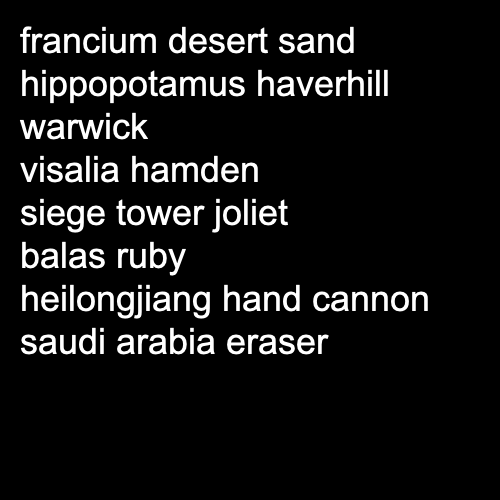 francium desert sand
hippopotamus haverhill
warwick
visalia hamden
siege tower joliet
balas ruby
heilongjiang hand cannon
saudi arabia eraser